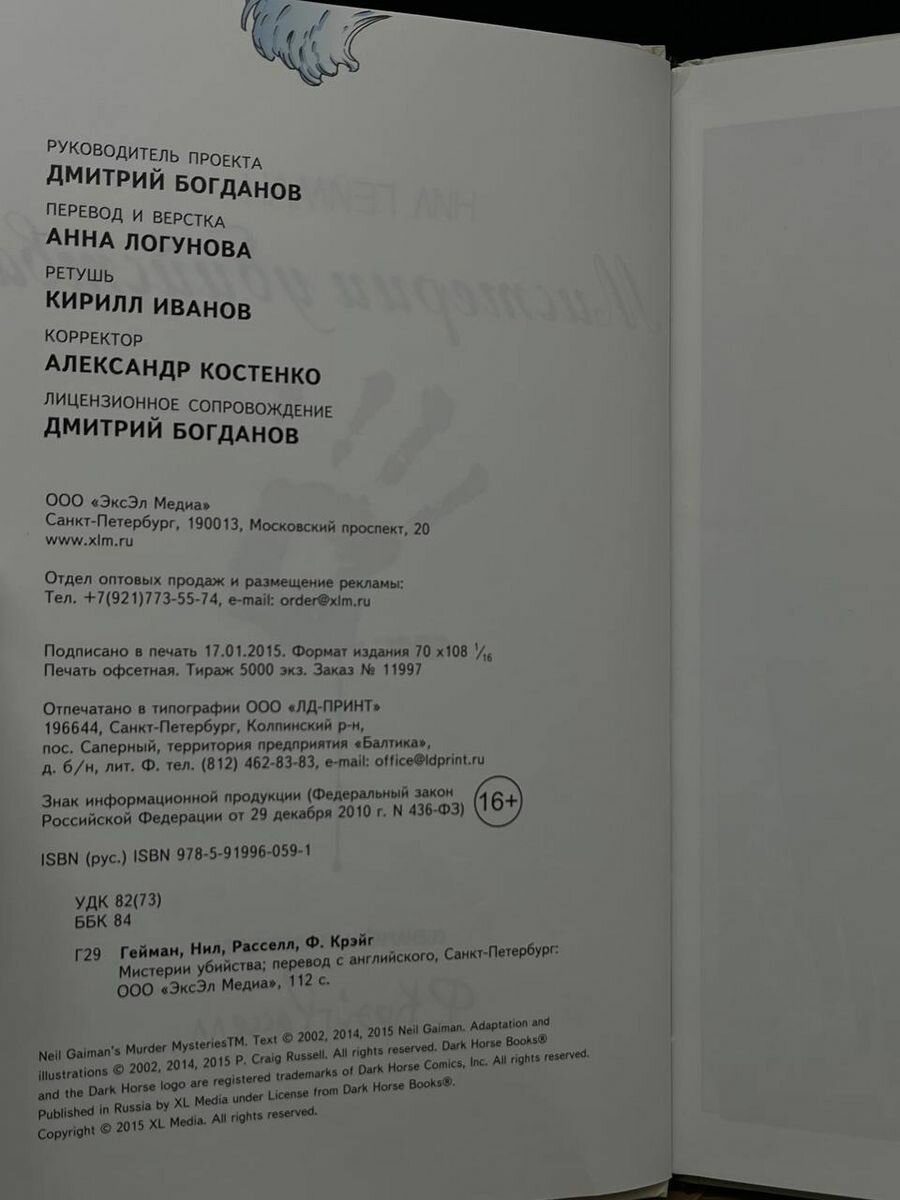 РУКОВОДИТЕЛЬ ПРОЕКТА
ДМИТРИЙ БОГДАНОВ
ПЕРЕВОД И ВЕРСТКА
АННА ЛОГУНОВА
РЕТУШЬ
КИРИЛЛ ИВАНОВ
КОРРЕКТОР
АЛЕКСАНДР КОСТЕНКО
ЛИЦЕНЗИОННОЕ СОПРОВОЖДЕНИЕ
ДМИТРИЙ БОГДАНОВ
ООО «ЭксЭл Медиа»
Санкт-Петербург, 190013, Московский проспект, 20
www.xlm.ru
Отдел оптовых продаж и размещение рекламы:
Тел. +7(921)773-55-74, e-mail: order@xlm.ru
Подписано в печать 17.01.2015. Формат издания 70 x108 1/16
Печать офсетная. Тираж 5000 экз. Заказ № 11997
Отпечатано в типографии ООО «ЛД-ПРИНТ»
196644, Санкт-Петербург, Колпинский р-н,
пос. Саперный, территория предприятия «Балтика»,
д. б/н, лит. Ф. тел. (812) 462-83-83, e-mail: office@ldprint.ru
Знак информационной продукции (Федеральный закон
Российской Федерации от 29 декабря 2010 г. N 436-ФЗ) 16+
ISBN (рус.) ISBN 978-5-91996-059-1
УДК 82(73)
ББК 84
Г29 Гейман, Нил, Расселл, Ф. Крэйг
Мистерии убийства; перевод с английского, Санкт-Петербург:
ООО «ЭксЭл Медиа», 112 с.
Neil Gaiman's Murder MysteriesTM. Text © 2002, 2014, 2015 Neil Gaiman. Adaptation and
illustrations © 2002, 2014, 2015 P. Craig Russell. All rights reserved. Dark Horse Books®
and the Dark Horse logo are registered trademarks of Dark Horse Comics, Inc. All rights reserved.
Published in Russia by XL Media under License from Dark Horse Books®.
Copyright © 2015 XL Media. All rights reserved.